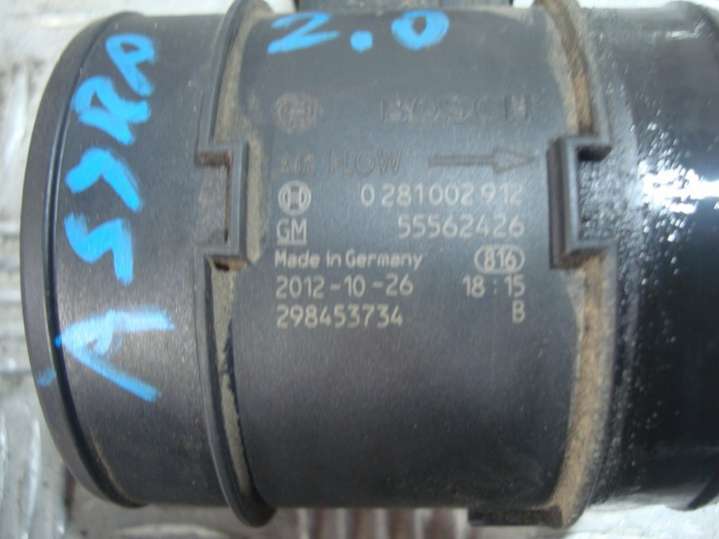 ASTRA
2.0
BOSCH
AIR FLOW
0 281 002 912
GM 55562426
Made in Germany 816
2012-10-26 18:15
298453734 B